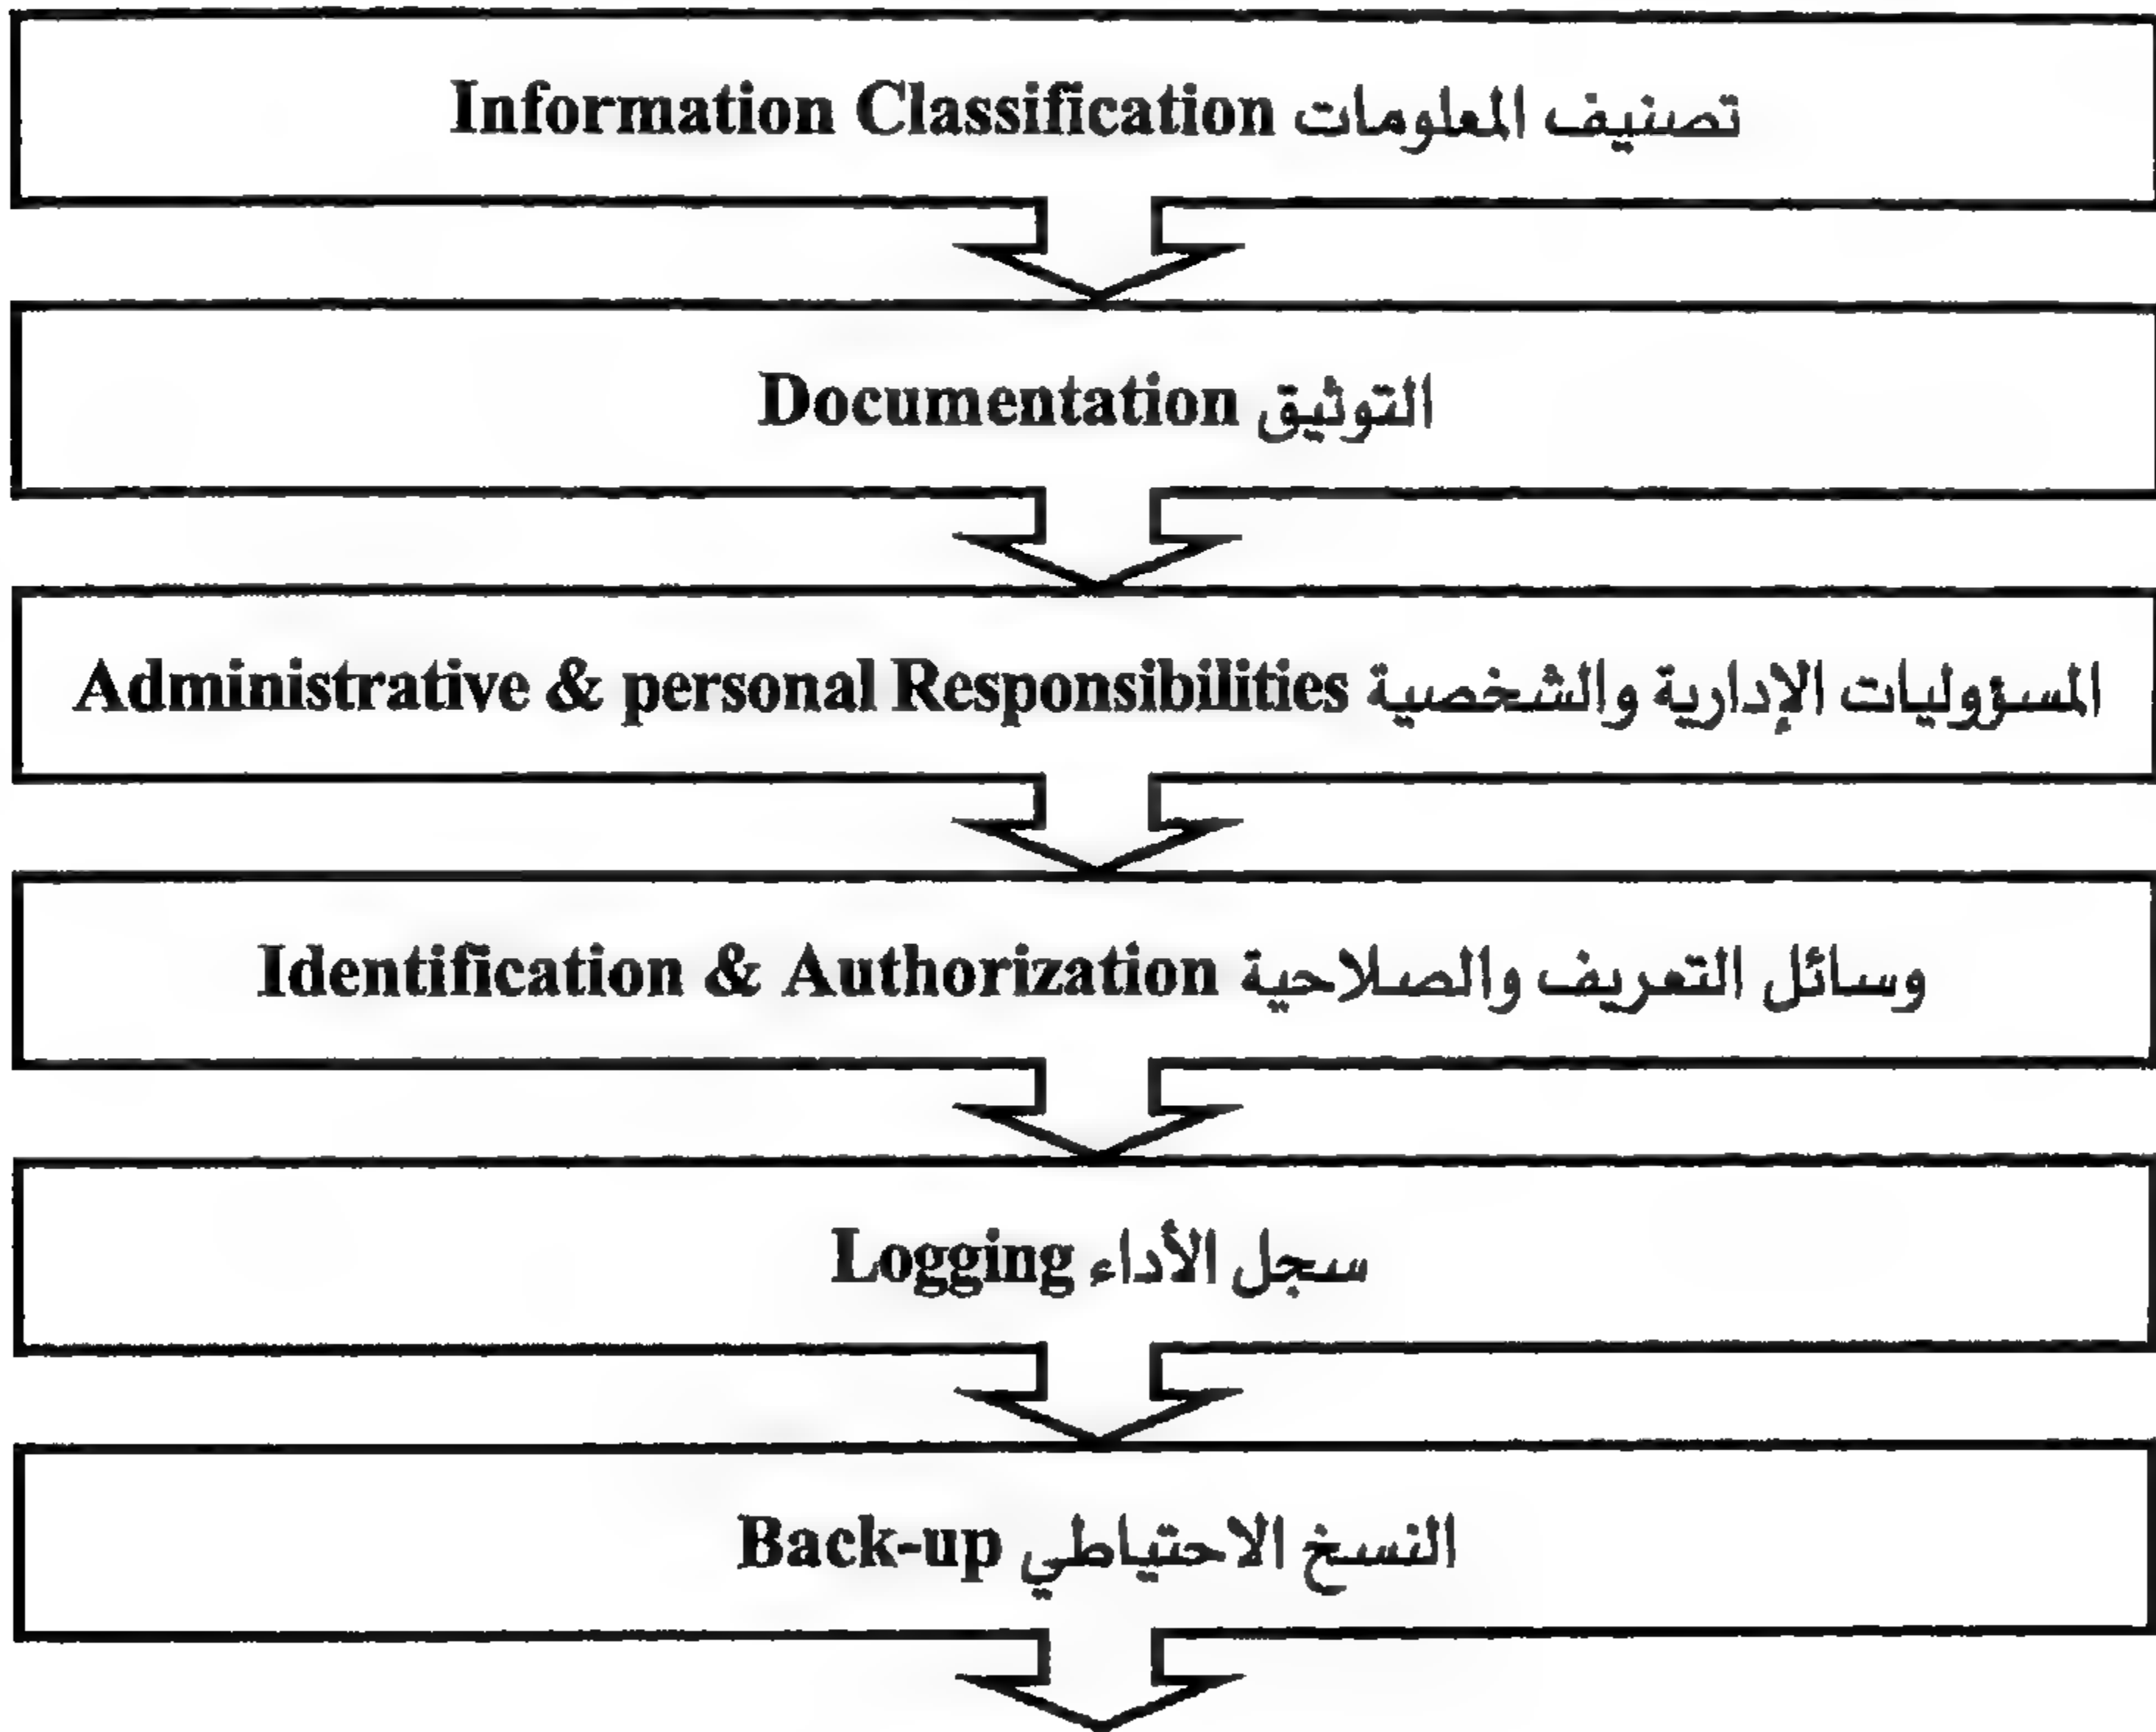 تصنيف المعلومات Information Classification
التوثيق Documentation
المسؤوليات الإدارية والشخصية Administrative & personal Responsibilities
وسائل التعريف والصلاحية Identification & Authorization
سجل الأداء Logging
النسخ الاحتياطي Back-up